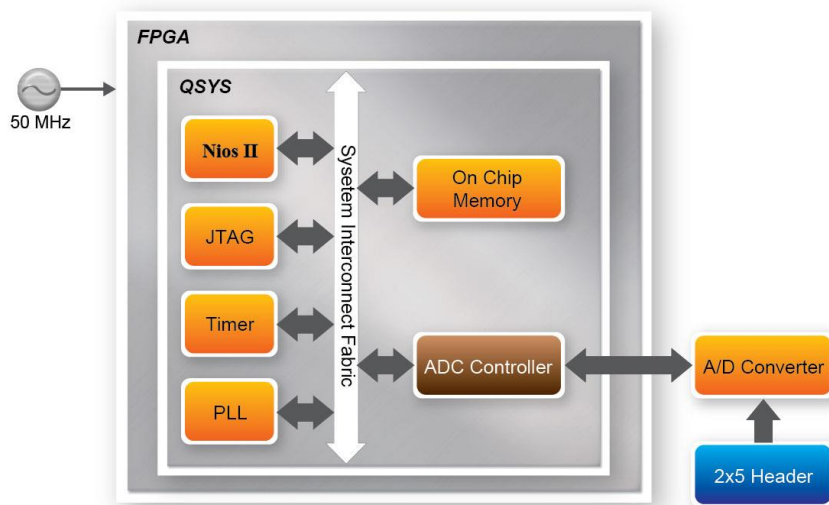 FPGA
QSYS
50 MHz
Nios II
JTAG
Timer
PLL
Sysetem Interconnect Fabric
On Chip
Memory
ADC Controller
A/D Converter
2x5 Header